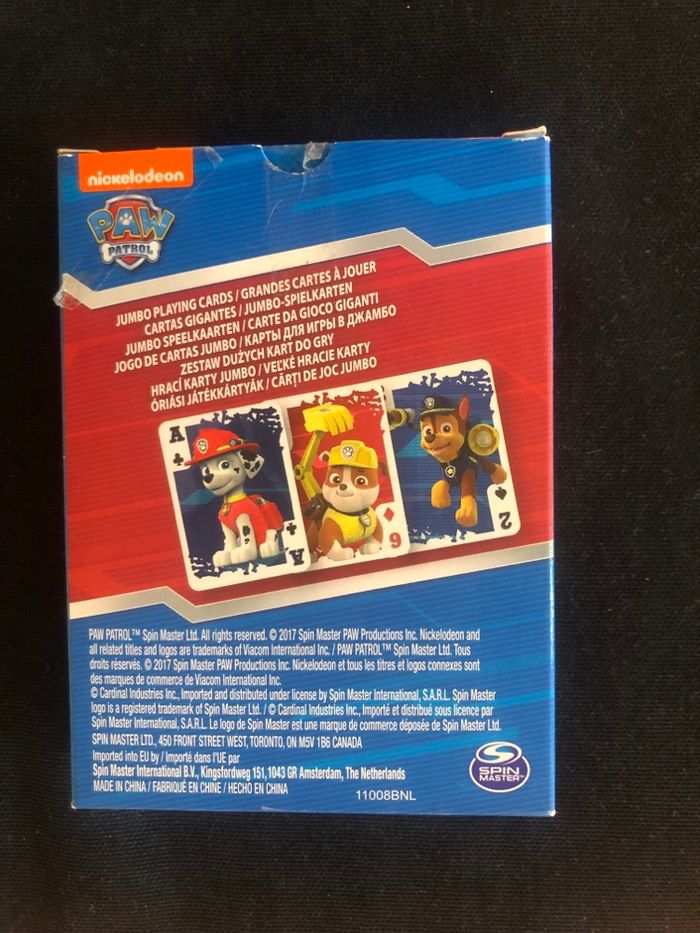 nickelodeon
PAW
PATROL
JUMBO PLAYING CARDS / GRANDES CARTES À JOUER
CARTAS GIGANTES / JUMBO-SPIELKARTEN
JUMBO SPEELKAARTEN / CARTE DA GIOCO GIGANTI
JOGO DE CARTAS JUMBO / КАРТЫ ДЛЯ ИГРЫ В ДЖАМБО
ZESTAW DUŻYCH KART DO GRY
HRACÍ KARTY JUMBO / VEĽKÉ HRACIE KARTY
ÓRIÁSI JÁTÉKKÁRTYÁK / CĂRȚI DE JOC JUMBO
A
A
6
2
PAW PATROL™ Spin Master Ltd. All rights reserved. © 2017 Spin Master PAW Productions Inc. Nickelodeon and
all related titles and logos are trademarks of Viacom International Inc. / PAW PATROL™ Spin Master Ltd. Tous
droits réservés. © 2017 Spin Master PAW Productions Inc. Nickelodeon et tous les titres et logos connexes sont
des marques de commerce de Viacom International Inc.
© Cardinal Industries Inc., Imported and distributed under license by Spin Master International, S.A.R.L. Spin Master
logo is a registered trademark of Spin Master Ltd. / © Cardinal Industries Inc., Importé et distribué sous licence par
Spin Master International, S.A.R.L. Le logo de Spin Master est une marque de commerce déposée de Spin Master Ltd.
SPIN MASTER LTD., 450 FRONT STREET WEST, TORONTO, ON M5V 1B6 CANADA
Imported into EU by / Importé dans l'UE par
Spin Master International B.V., Kingsfordweg 151, 1043 GR Amsterdam, The Netherlands
MADE IN CHINA / FABRIQUÉ EN CHINE / HECHO EN CHINA
11008BNL
SPIN
MASTER™